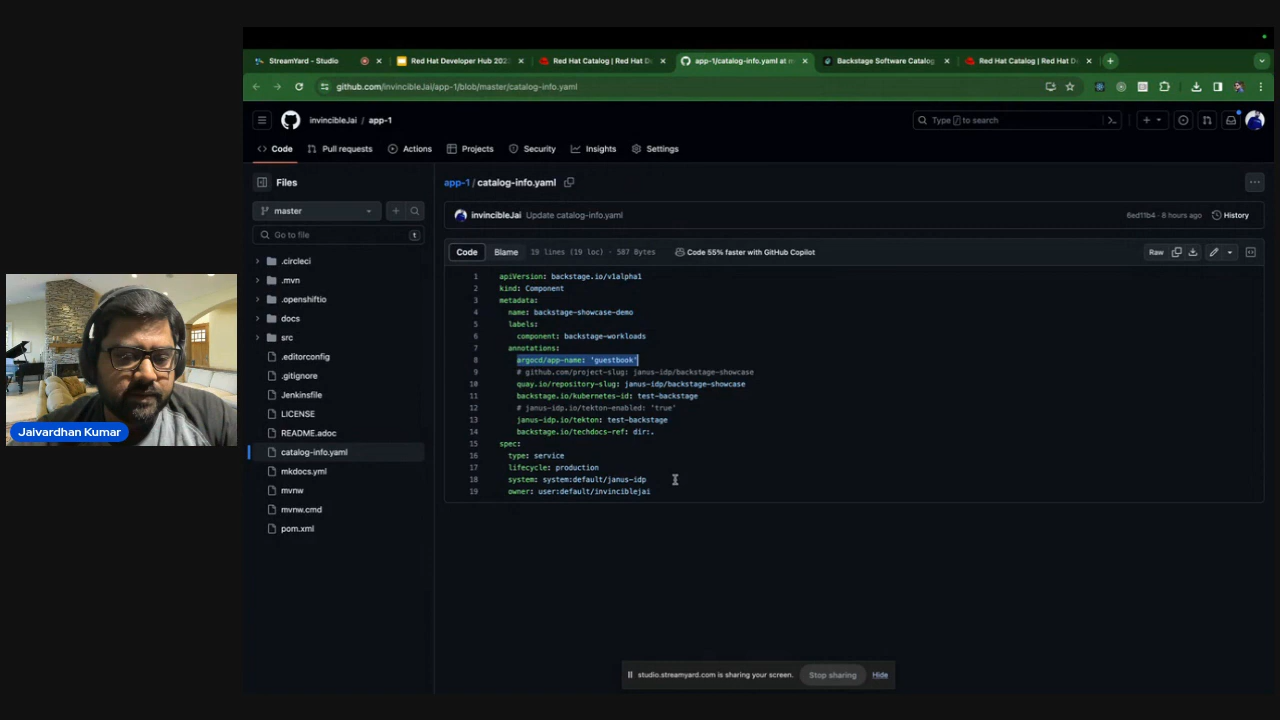 StreamYard - Studio
Red Hat Developer Hub 202
Red Hat Catalog | Red Hat D
app-1/catalog-info.yaml at m
Backstage Software Catalog
Red Hat Catalog | Red Hat D
github.com/invincibleJai/app-1/blob/master/catalog-info.yaml
invincibleJai / app-1
Type / to search
Code
Pull requests
Actions
Projects
Security
Insights
Settings
Files
app-1 / catalog-info.yaml
master
invincibleJai Update catalog-info.yaml
6ed11b4 · 8 hours ago
History
Go to file
t
Code
Blame
19 lines (19 loc) · 587 Bytes
Code 55% faster with GitHub Copilot
Raw
.circleci
.mvn
.openshiftio
docs
src
.editorconfig
.gitignore
Jenkinsfile
LICENSE
README.adoc
catalog-info.yaml
mkdocs.yml
mvnw
mvnw.cmd
pom.xml
1 apiVersion: backstage.io/v1alpha1
2 kind: Component
3 metadata:
4 name: backstage-showcase-demo
5 labels:
6 component: backstage-workloads
7 annotations:
8 argocd/app-name: 'guestbook'
9 # github.com/project-slug: janus-idp/backstage-showcase
10 quay.io/repository-slug: janus-idp/backstage-showcase
11 backstage.io/kubernetes-id: test-backstage
12 # janus-idp.io/tekton-enabled: 'true'
13 janus-idp.io/tekton: test-backstage
14 backstage.io/techdocs-ref: dir:.
15 spec:
16 type: service
17 lifecycle: production
18 system: system:default/janus-idp
19 owner: user:default/invinciblejai
Jaivardhan Kumar
studio.streamyard.com is sharing your screen.
Stop sharing
Hide